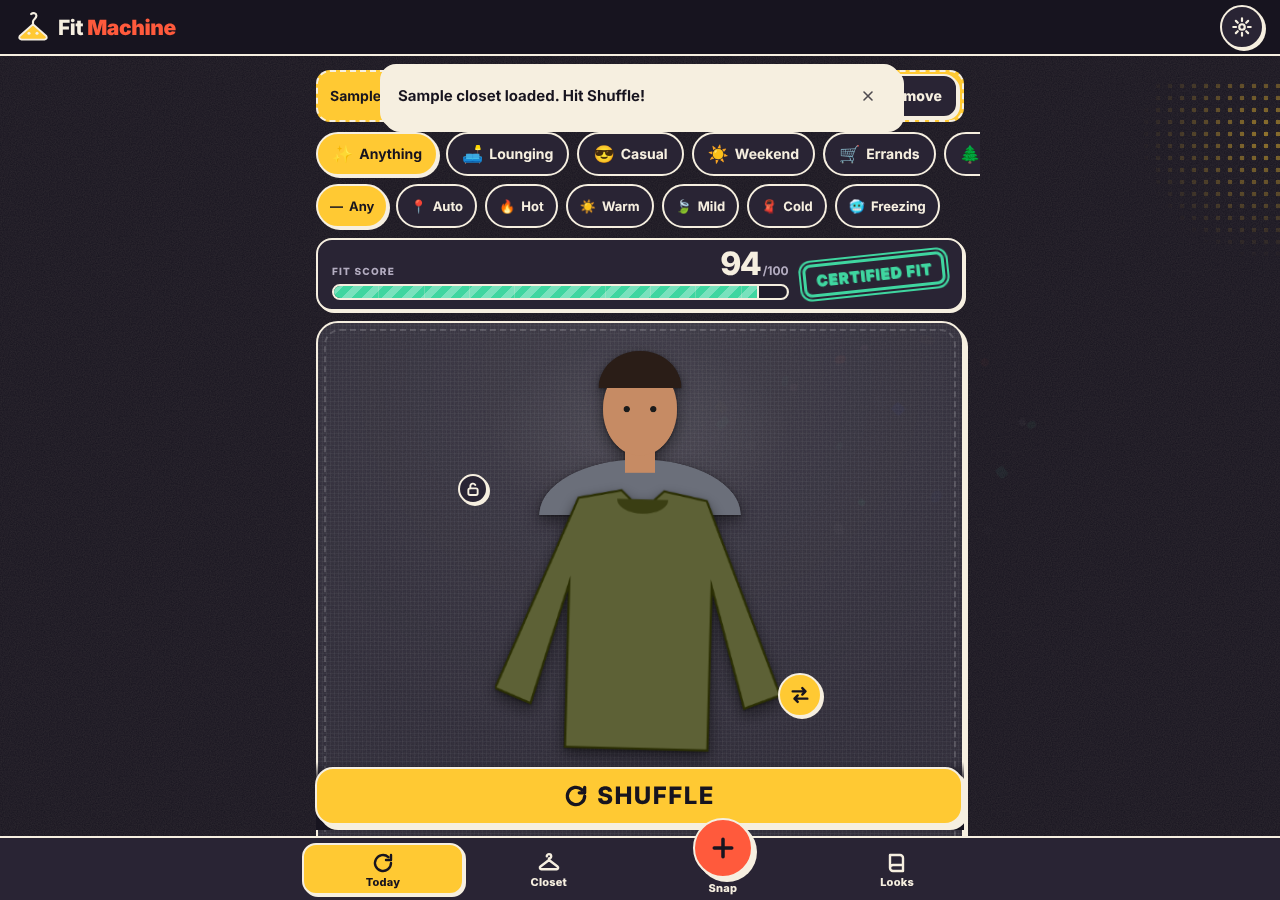 Fit Machine
Sample
Sample closet loaded. Hit Shuffle!
move
Anything
Lounging
Casual
Weekend
Errands
— Any
Auto
Hot
Warm
Mild
Cold
Freezing
FIT SCORE
94/100
CERTIFIED FIT
SHUFFLE
Today
Closet
Snap
Looks